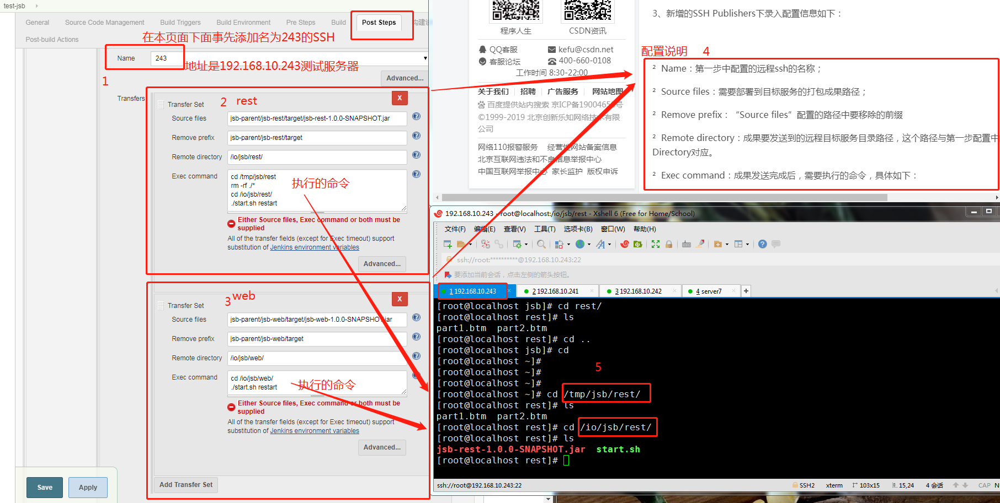 test-jsb
General
Source Code Management
Build Triggers
Build Environment
Pre Steps
Build
Post Steps
Post-build Actions
在本页面下面事先添加名为243的SSH
Name
243
地址是192.168.10.243测试服务器
1
Advanced...
Transfers
Transfer Set
2 rest
X
Source files
jsb-parent/jsb-rest/target/jsb-rest-1.0.0-SNAPSHOT.jar
Remove prefix
jsb-parent/jsb-rest/target
Remote directory
/io/jsb/rest/
Exec command
cd /tmp/jsb/rest
rm -rf ./*
cd /io/jsb/rest/
./start.sh restart
执行的命令
Either Source files, Exec command or both must be
supplied
All of the transfer fields (except for Exec timeout) support
substitution of Jenkins environment variables
Advanced...
Transfer Set
3 web
X
Source files
jsb-parent/jsb-web/target/jsb-web-1.0.0-SNAPSHOT.jar
Remove prefix
jsb-parent/jsb-web/target
Remote directory
/io/jsb/web/
Exec command
cd /io/jsb/web/
./start.sh restart
执行的命令
Either Source files, Exec command or both must be
supplied
All of the transfer fields (except for Exec timeout) support
substitution of Jenkins environment variables
Advanced...
Add Transfer Set
Save
Apply
程序人生
CSDN资讯
QQ客服
kefu@csdn.net
客服论坛
400-660-0108
工作时间 8:30-22:00
关于我们
招聘
广告服务
网站地图
百度提供站内搜索 京ICP备1900465号
©1999-2019 北京创新乐知网络技术有限
公司
网络110报警服务
经营性网站备案信息
北京互联网违法和不良信息举报中心
中国互联网举报中心
家长监护
版权申诉
3、新增的SSH Publishers下录入配置信息如下：
配置说明 4
² Name：第一步中配置的远程ssh的名称；
² Source files：需要部署到目标服务的打包成果路径；
² Remove prefix：“Source files”配置的路径中要移除的前缀
² Remote directory：成果要发送到的远程目标服务目录路径，这个路径与第一步配置中
Directory对应。
² Exec command：成果发送完成后，需要执行的命令，具体如下：
192.168.10.243 - root@localhost:/io/jsb/rest - Xshell 6 (Free for Home/School)
文件(F)
编辑(E)
查看(V)
工具(T)
选项卡(B)
窗口(W)
帮助(H)
ssh://root:**********@192.168.10.243:22
要添加当前会话，点击左侧的箭头按钮。
1 192.168.10.243
2 192.168.10.241
3 192.168.10.242
4 server7
[root@localhost jsb]# cd rest/
[root@localhost rest]# ls
part1.btm part2.btm
[root@localhost rest]# cd ..
[root@localhost jsb]# cd
[root@localhost ~]#
[root@localhost ~]#
[root@localhost ~]#
5
[root@localhost ~]# cd /tmp/jsb/rest/
[root@localhost rest]# ls
part1.btm part2.btm
[root@localhost rest]# cd /io/jsb/rest/
[root@localhost rest]# ls
jsb-rest-1.0.0-SNAPSHOT.jar start.sh
[root@localhost rest]#
ssh://root@192.168.10.243:22
SSH2
xterm
103x15
15,24
4 会话
CAP
N